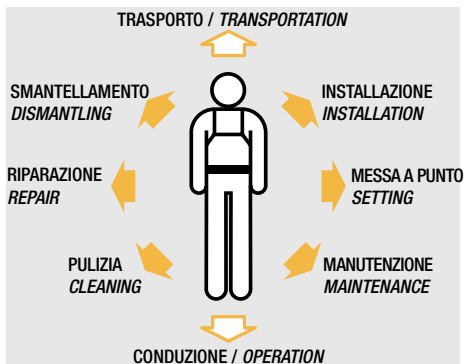 TRASPORTO / TRANSPORTATION
SMANTELLAMENTO
DISMANTLING
INSTALLAZIONE
INSTALLATION
RIPARAZIONE
REPAIR
MESSA A PUNTO
SETTING
PULIZIA
CLEANING
MANUTENZIONE
MAINTENANCE
CONDUZIONE / OPERATION